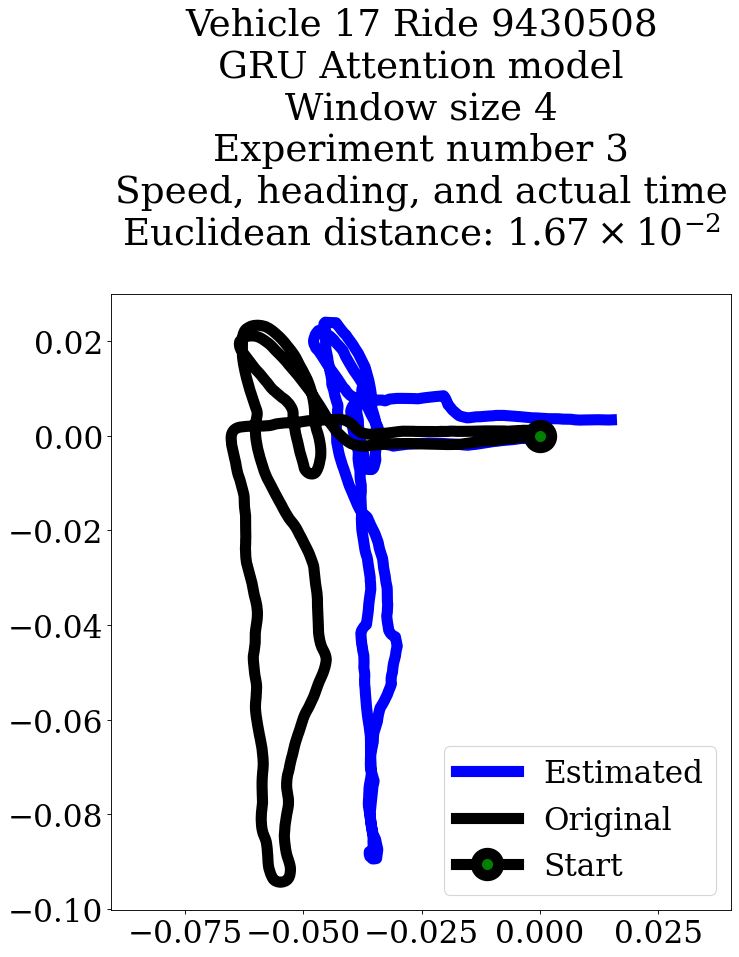 Vehicle 17 Ride 9430508
GRU Attention model
Window size 4
Experiment number 3
Speed, heading, and actual time
Euclidean distance: 1.67 × 10⁻²
0.02
0.00
−0.02
−0.04
−0.06
−0.08
−0.10
Estimated
Original
Start
−0.075 −0.050 −0.025 0.000 0.025